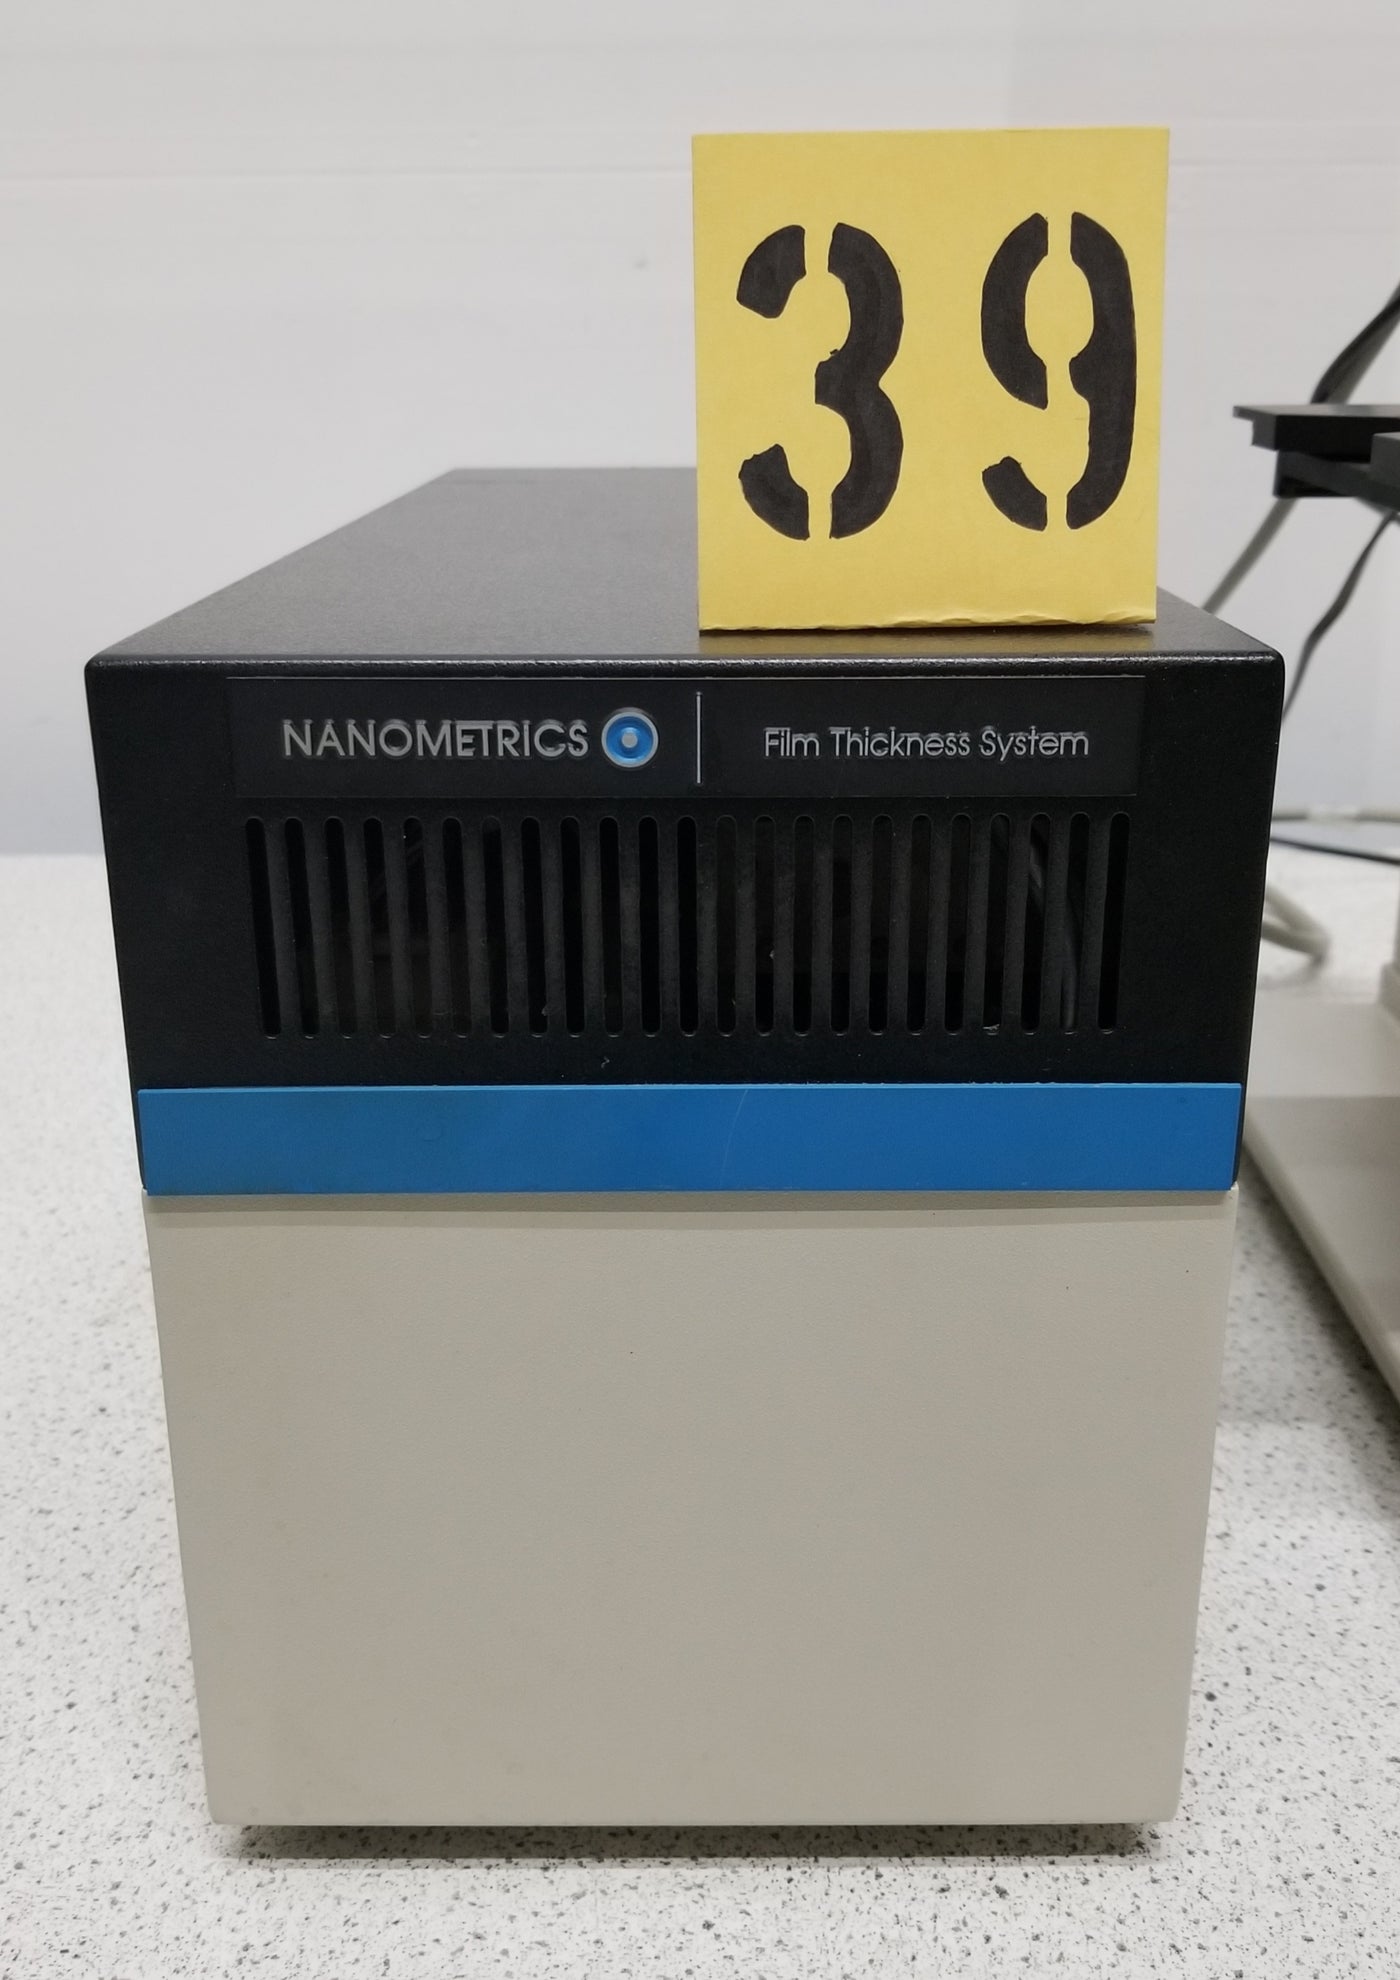 39
NANOMETRICS
Film Thickness System